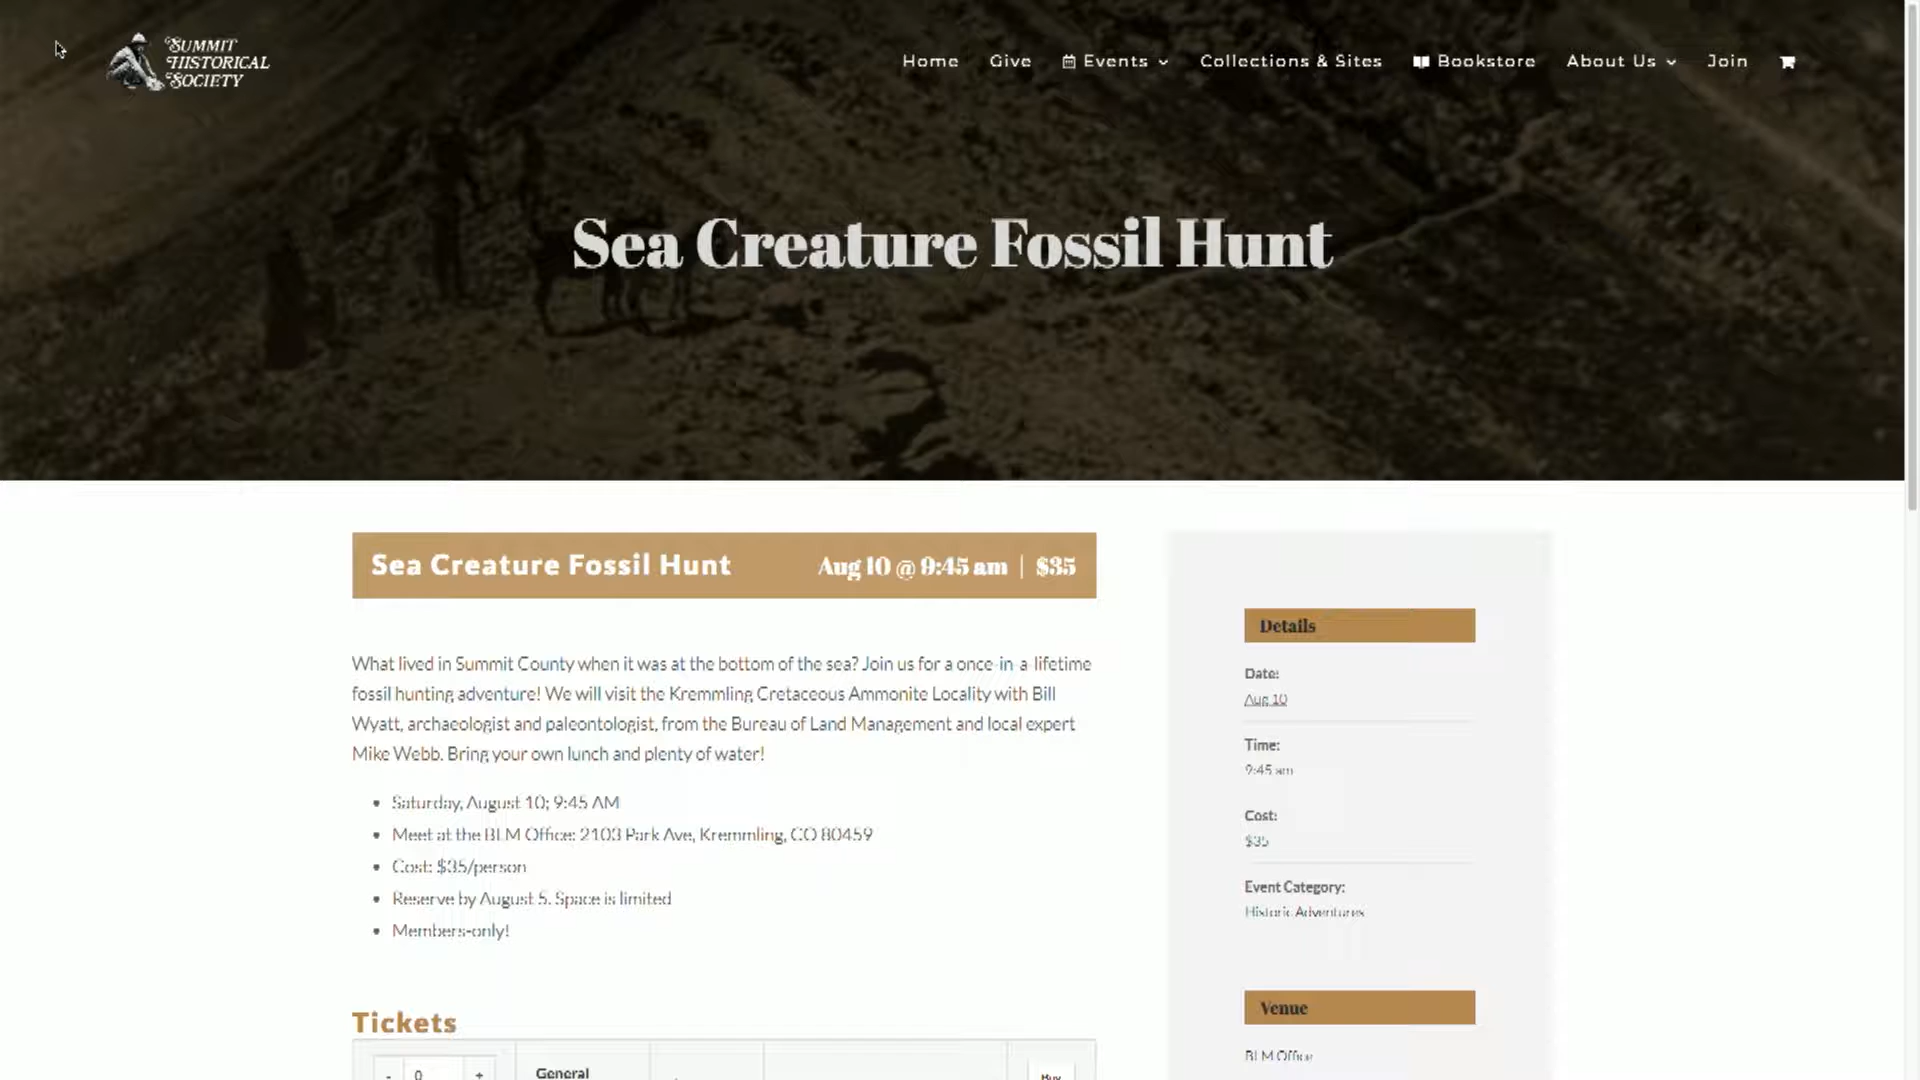 SUMMIT
HISTORICAL
SOCIETY
Home Give Events Collections & Sites Bookstore About Us Join
Sea Creature Fossil Hunt
Sea Creature Fossil Hunt Aug 10 @ 9:45 am | $35
What lived in Summit County when it was at the bottom of the sea? Join us for a once-in-a-lifetime
fossil hunting adventure! We will visit the Kremmling Cretaceous Ammonite Locality with Bill
Wyatt, archaeologist and paleontologist, from the Bureau of Land Management and local expert
Mike Webb. Bring your own lunch and plenty of water!
• Saturday, August 10; 9:45 AM
• Meet at the BLM Office: 2103 Park Ave, Kremmling, CO 80459
• Cost: $35/person
• Reserve by August 5. Space is limited
• Members-only!
Tickets
- 0 + General Buy
Details
Date:
Aug 10
Time:
9:45 am
Cost:
$35
Event Category:
Historic Adventures
Venue
BLM Office